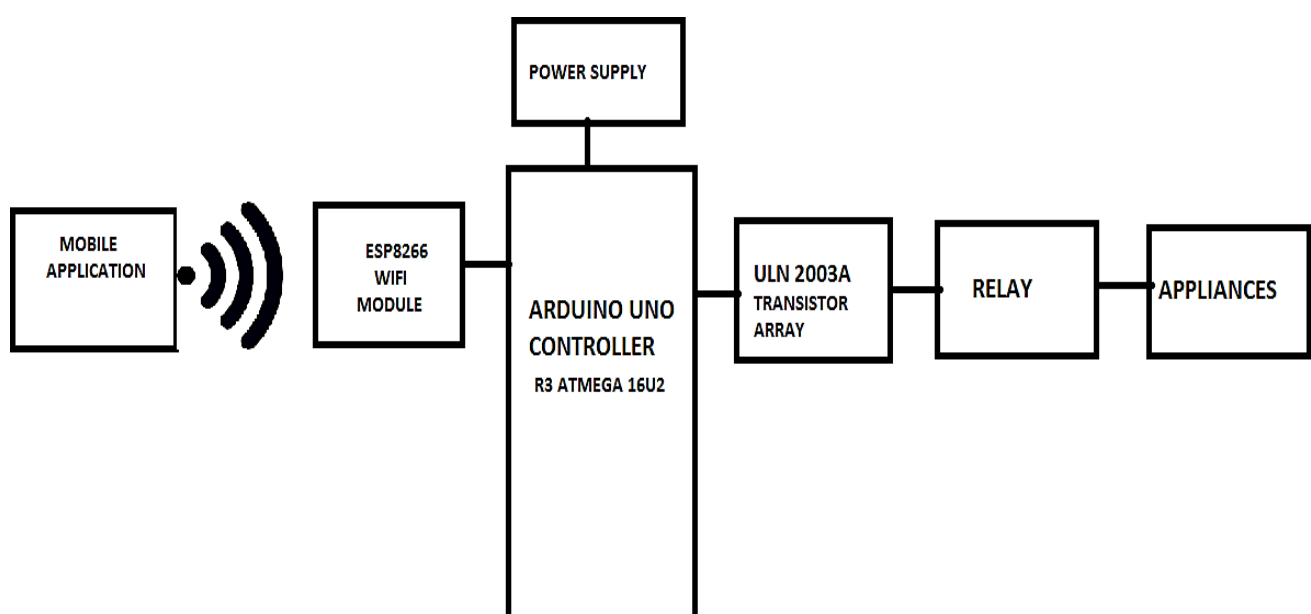 POWER SUPPLY
MOBILE
APPLICATION
ESP8266
WIFI
MODULE
ARDUINO UNO
CONTROLLER
R3 ATMEGA 16U2
ULN 2003A
TRANSISTOR
ARRAY
RELAY
APPLIANCES